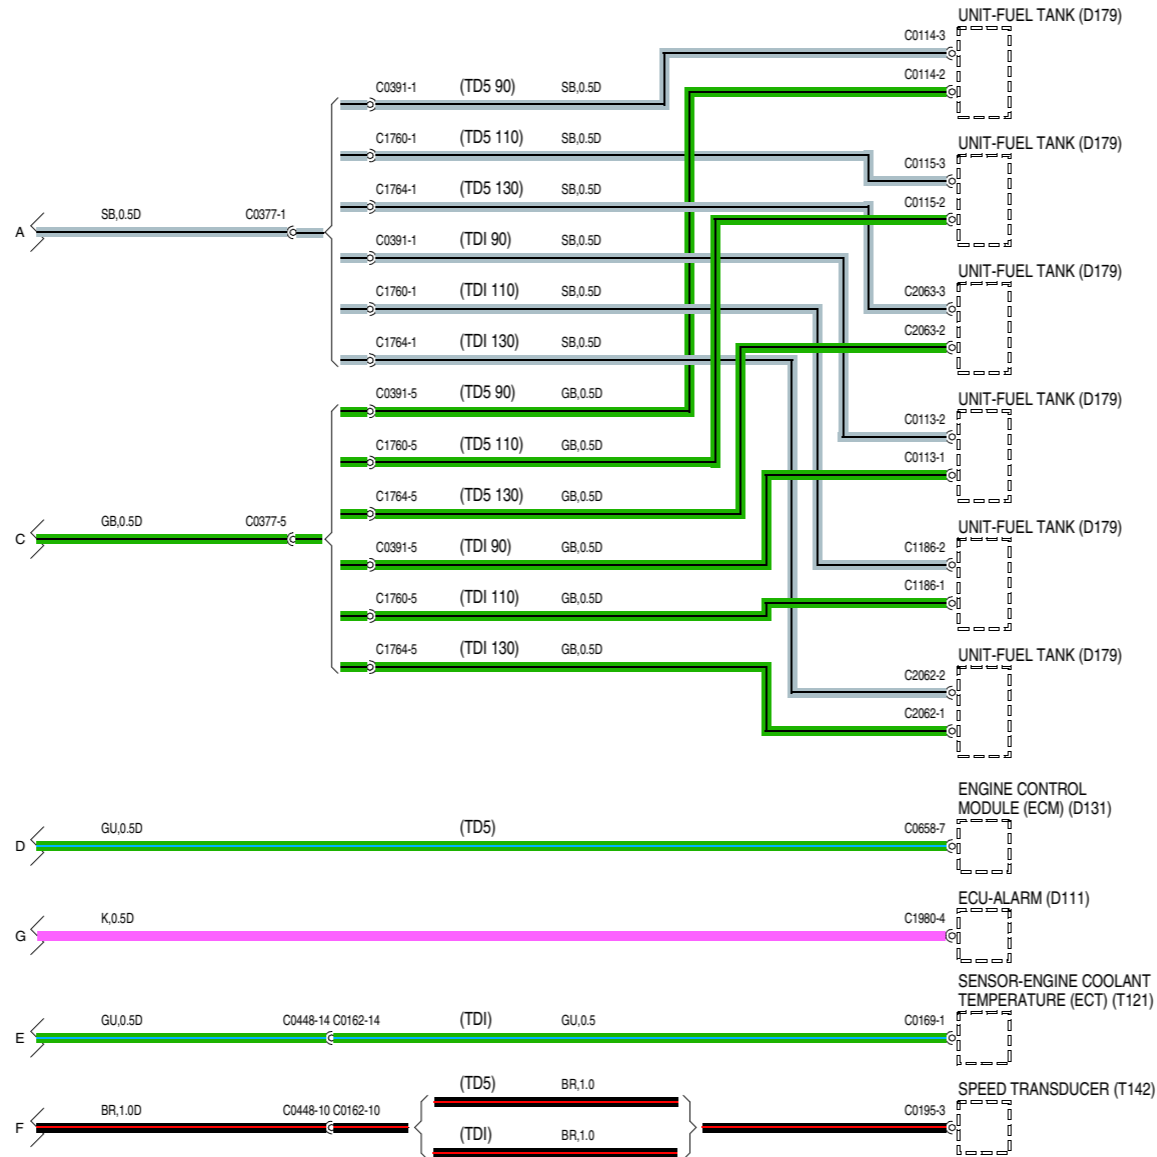 UNIT-FUEL TANK (D179)
C0114-3
C0114-2
C0391-1 (TD5 90) SB,0.5D
UNIT-FUEL TANK (D179)
C1760-1 (TD5 110) SB,0.5D
C0115-3
C1764-1 (TD5 130) SB,0.5D
C0115-2
A SB,0.5D C0377-1
C0391-1 (TDI 90) SB,0.5D
UNIT-FUEL TANK (D179)
C1760-1 (TDI 110) SB,0.5D
C2063-3
C2063-2
C1764-1 (TDI 130) SB,0.5D
C0391-5 (TD5 90) GB,0.5D
UNIT-FUEL TANK (D179)
C0113-2
C1760-5 (TD5 110) GB,0.5D
C0113-1
C1764-5 (TD5 130) GB,0.5D
C GB,0.5D C0377-5
UNIT-FUEL TANK (D179)
C0391-5 (TDI 90) GB,0.5D
C1186-2
C1186-1
C1760-5 (TDI 110) GB,0.5D
C1764-5 (TDI 130) GB,0.5D
UNIT-FUEL TANK (D179)
C2062-2
C2062-1
ENGINE CONTROL
MODULE (ECM) (D131)
D GU,0.5D (TD5) C0658-7
ECU-ALARM (D111)
G K,0.5D C1980-4
SENSOR-ENGINE COOLANT
TEMPERATURE (ECT) (T121)
E GU,0.5D C0448-14 C0162-14 (TDI) GU,0.5 C0169-1
(TD5) BR,1.0
SPEED TRANSDUCER (T142)
F BR,1.0D C0448-10 C0162-10 C0195-3
(TDI) BR,1.0